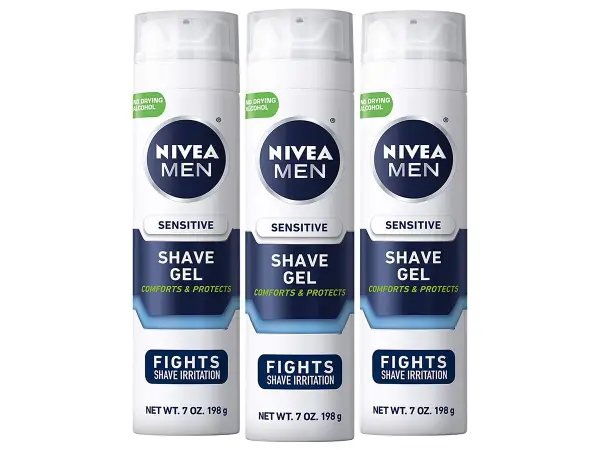 NO DRYING
ALCOHOL
®
NIVEA
MEN
SENSITIVE
SHAVE
GEL
COMFORTS & PROTECTS
FIGHTS
SHAVE IRRITATION
NET WT. 7 OZ. 198 g
NO DRYING
ALCOHOL
®
NIVEA
MEN
SENSITIVE
SHAVE
GEL
COMFORTS & PROTECTS
FIGHTS
SHAVE IRRITATION
NET WT. 7 OZ. 198 g
NO DRYING
ALCOHOL
®
NIVEA
MEN
SENSITIVE
SHAVE
GEL
COMFORTS & PROTECTS
FIGHTS
SHAVE IRRITATION
NET WT. 7 OZ. 198 g